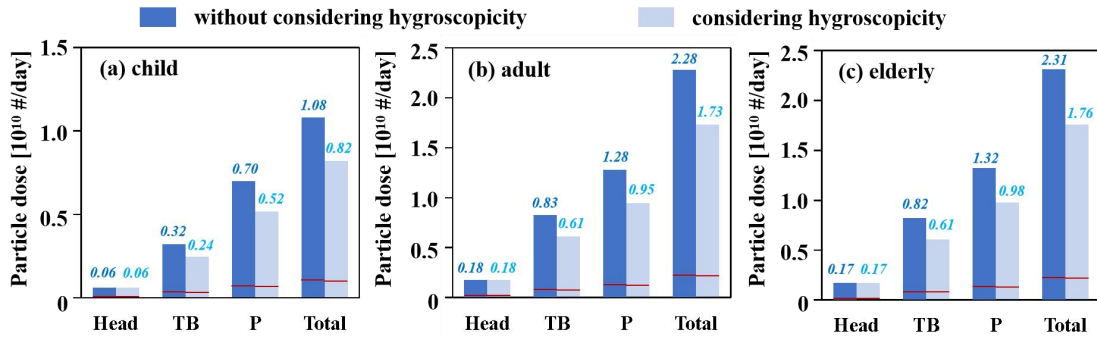 without considering hygroscopicity
considering hygroscopicity
Particle dose [10¹⁰ #/day]
(a) child
1.5
1.0
0.5
0
0.06
0.06
0.32
0.24
0.70
0.52
1.08
0.82
Head
TB
P
Total
Particle dose [10¹⁰ #/day]
(b) adult
2.5
2.0
1.5
1.0
0.5
0
0.18
0.18
0.83
0.61
1.28
0.95
2.28
1.73
Head
TB
P
Total
Particle dose [10¹⁰ #/day]
(c) elderly
2.5
2.0
1.5
1.0
0.5
0
0.17
0.17
0.82
0.61
1.32
0.98
2.31
1.76
Head
TB
P
Total